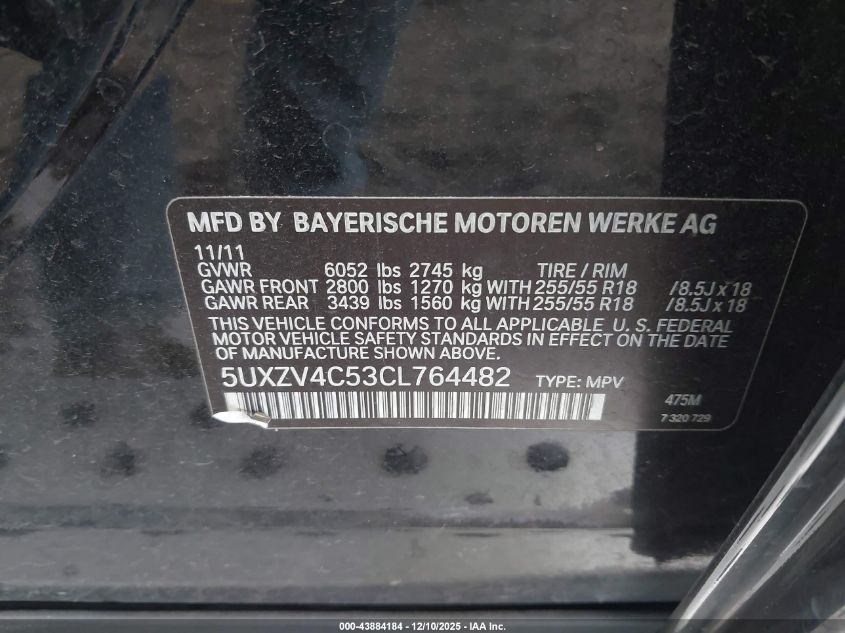 MFD BY BAYERISCHE MOTOREN WERKE AG
11/11
GVWR 6052 lbs 2745 kg TIRE / RIM
GAWR FRONT 2800 lbs 1270 kg WITH 255/55 R18 /8.5J x 18
GAWR REAR 3439 lbs 1560 kg WITH 255/55 R18 /8.5J x 18
THIS VEHICLE CONFORMS TO ALL APPLICABLE U. S. FEDERAL
MOTOR VEHICLE SAFETY STANDARDS IN EFFECT ON THE DATE
OF MANUFACTURE SHOWN ABOVE.
5UXZV4C53CL764482 TYPE: MPV
475M
7 320 729
000-43884184 - 12/10/2025 - IAA Inc.